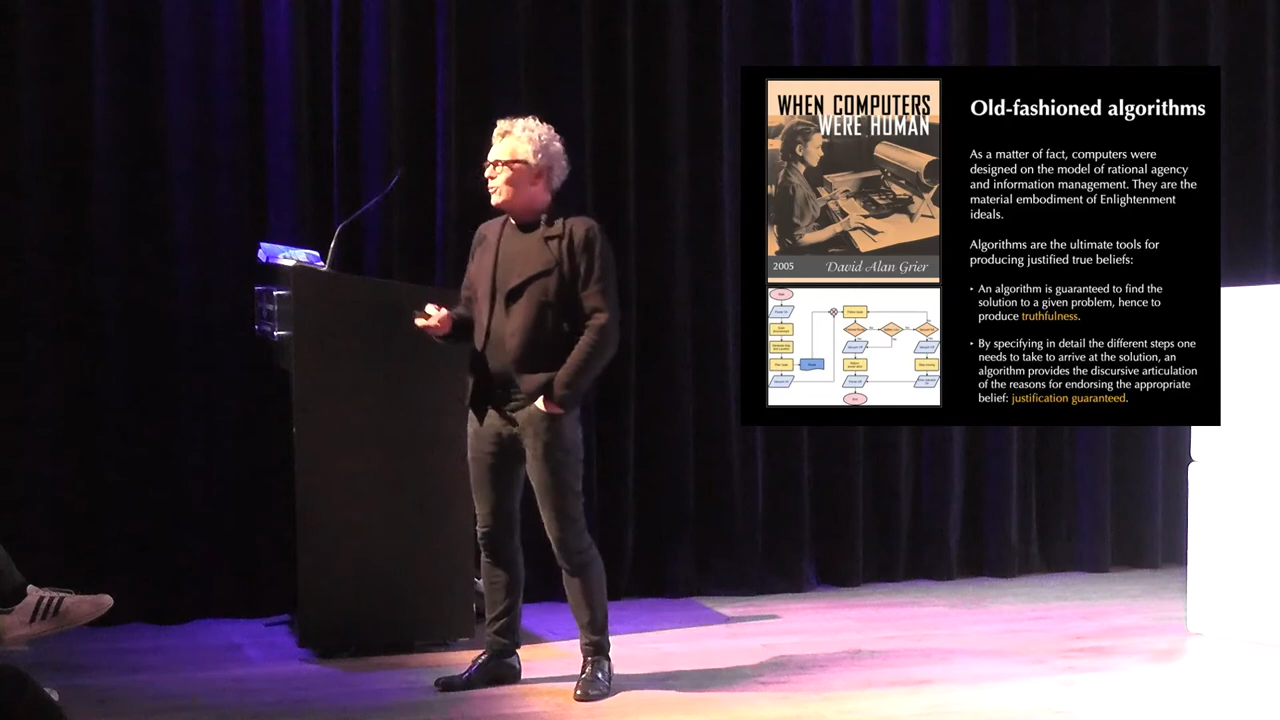 WHEN COMPUTERS
WERE HUMAN
2005 David Alan Grier
Old-fashioned algorithms
As a matter of fact, computers were
designed on the model of rational agency
and information management. They are the
material embodiment of Enlightenment
ideals.
Algorithms are the ultimate tools for
producing justified true beliefs:
‣ An algorithm is guaranteed to find the
solution to a given problem, hence to
produce truthfulness.
‣ By specifying in detail the different steps one
needs to take to arrive at the solution, an
algorithm provides the discursive articulation
of the reasons for endorsing the appropriate
belief: justification guaranteed.